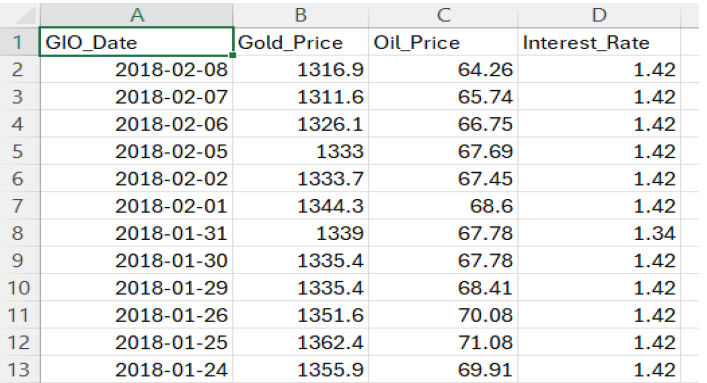 A B C D
1 GIO_Date Gold_Price Oil_Price Interest_Rate
2 2018-02-08 1316.9 64.26 1.42
3 2018-02-07 1311.6 65.74 1.42
4 2018-02-06 1326.1 66.75 1.42
5 2018-02-05 1333 67.69 1.42
6 2018-02-02 1333.7 67.45 1.42
7 2018-02-01 1344.3 68.6 1.42
8 2018-01-31 1339 67.78 1.34
9 2018-01-30 1335.4 67.78 1.42
10 2018-01-29 1335.4 68.41 1.42
11 2018-01-26 1351.6 70.08 1.42
12 2018-01-25 1362.4 71.08 1.42
13 2018-01-24 1355.9 69.91 1.42